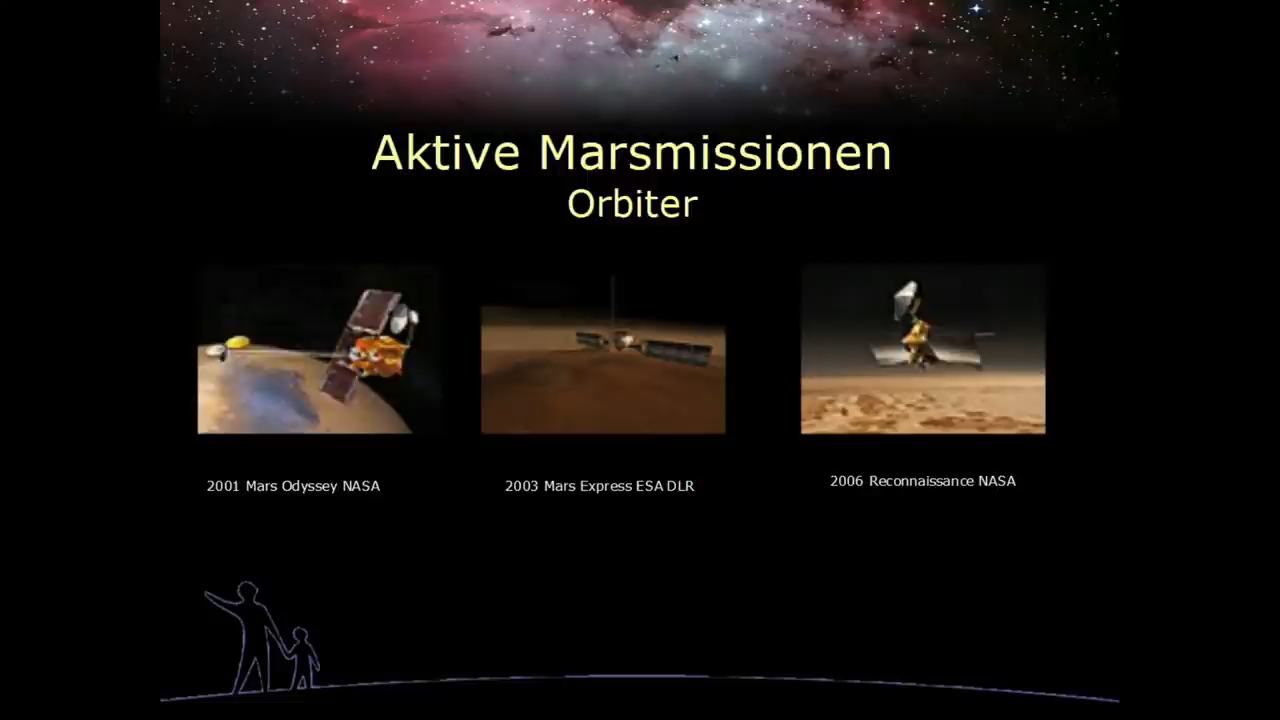 Aktive Marsmissionen
Orbiter
2001 Mars Odyssey NASA
2003 Mars Express ESA DLR
2006 Reconnaissance NASA